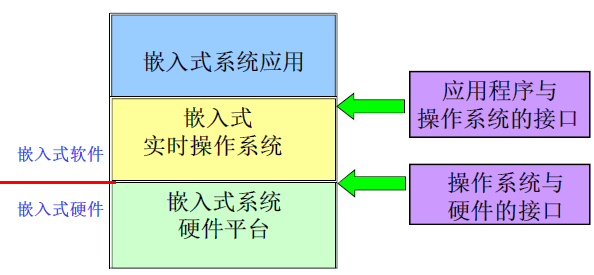 嵌入式系统应用
应用程序与
操作系统的接口
嵌入式
实时操作系统
嵌入式软件
操作系统与
硬件的接口
嵌入式硬件
嵌入式系统
硬件平台